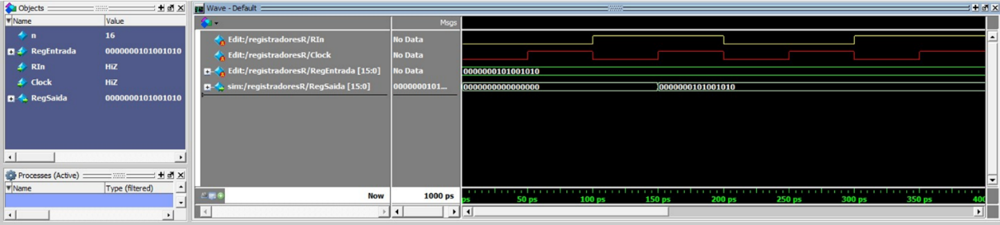 Objects
Name Value
n 16
RegEntrada 0000000101001010
RIn HiZ
Clock HiZ
RegSaida 0000000101001010
Processes (Active)
Name Type (filtered)
Wave - Default
Msgs
Edit:/registradoresR/RIn No Data
Edit:/registradoresR/Clock No Data
Edit:/registradoresR/RegEntrada [15:0] No Data 0000000101001010
sim:/registradoresR/RegSaida [15:0] 0000000101... 0000000000000000 0000000101001010
Now 1000 ps ps 50 ps 100 ps 150 ps 200 ps 250 ps 300 ps 350 ps 400